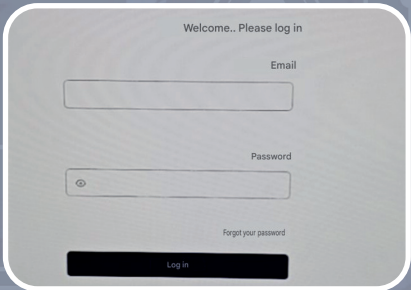 Welcome.. Please log in
Email
Password
Forgot your password
Log in